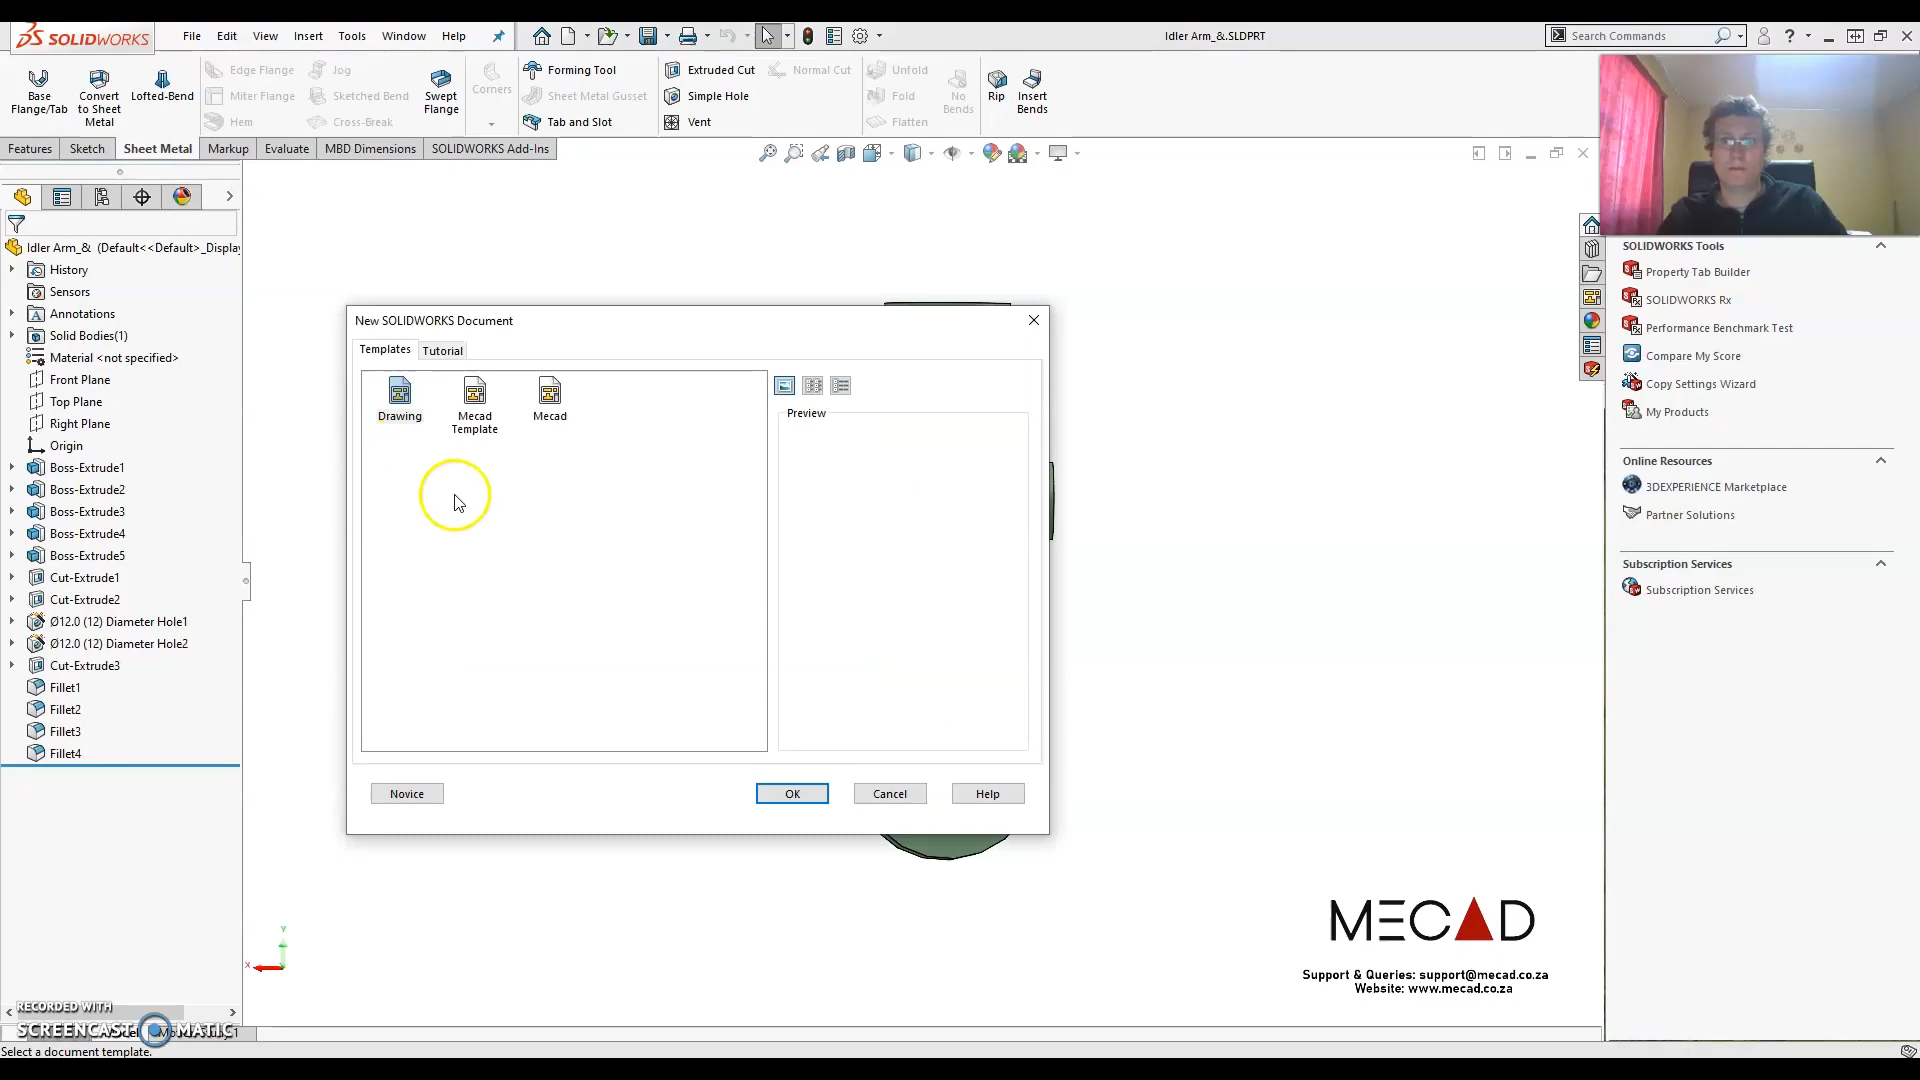 SOLIDWORKS
File Edit View Insert Tools Window Help
Idler Arm_&.SLDPRT
Search Commands
Base Flange/Tab
Convert to Sheet Metal
Lofted-Bend
Edge Flange
Miter Flange
Hem
Jog
Sketched Bend
Cross-Break
Swept Flange
Corners
Forming Tool
Sheet Metal Gusset
Tab and Slot
Extruded Cut
Simple Hole
Vent
Normal Cut
Unfold
Fold
Flatten
No Bends
Rip
Insert Bends
Features Sketch Sheet Metal Markup Evaluate MBD Dimensions SOLIDWORKS Add-Ins
Idler Arm_& (Default<<Default>_Display
History
Sensors
Annotations
Solid Bodies(1)
Material <not specified>
Front Plane
Top Plane
Right Plane
Origin
Boss-Extrude1
Boss-Extrude2
Boss-Extrude3
Boss-Extrude4
Boss-Extrude5
Cut-Extrude1
Cut-Extrude2
Ø12.0 (12) Diameter Hole1
Ø12.0 (12) Diameter Hole2
Cut-Extrude3
Fillet1
Fillet2
Fillet3
Fillet4
New SOLIDWORKS Document
Templates Tutorial
Drawing
Mecad Template
Mecad
Preview
Novice OK Cancel Help
SOLIDWORKS Tools
Property Tab Builder
SOLIDWORKS Rx
Performance Benchmark Test
Compare My Score
Copy Settings Wizard
My Products
Online Resources
3DEXPERIENCE Marketplace
Partner Solutions
Subscription Services
Subscription Services
Y
X
MECAD
Support & Queries: support@mecad.co.za
Website: www.mecad.co.za
RECORDED WITH
SCREENCAST MATIC
Select a document template.